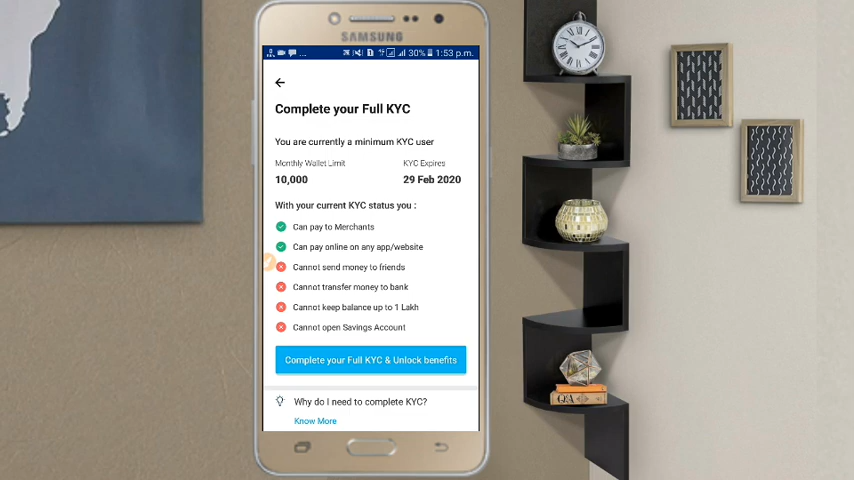 SAMSUNG
... 30% 1:53 p.m.
Complete your Full KYC
You are currently a minimum KYC user
Monthly Wallet Limit KYC Expires
10,000 29 Feb 2020
With your current KYC status you :
Can pay to Merchants
Can pay online on any app/website
Cannot send money to friends
Cannot transfer money to bank
Cannot keep balance up to 1 Lakh
Cannot open Savings Account
Complete your Full KYC & Unlock benefits
Why do I need to complete KYC?
Know More
Q&A